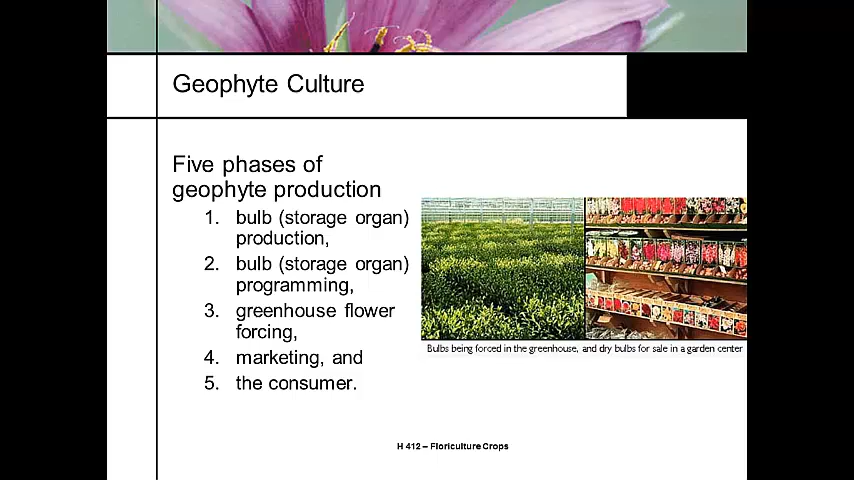 Geophyte Culture
Five phases of
geophyte production
1. bulb (storage organ)
production,
2. bulb (storage organ)
programming,
3. greenhouse flower
forcing,
4. marketing, and
5. the consumer.
Bulbs being forced in the greenhouse, and dry bulbs for sale in a garden center
H 412 – Floriculture Crops